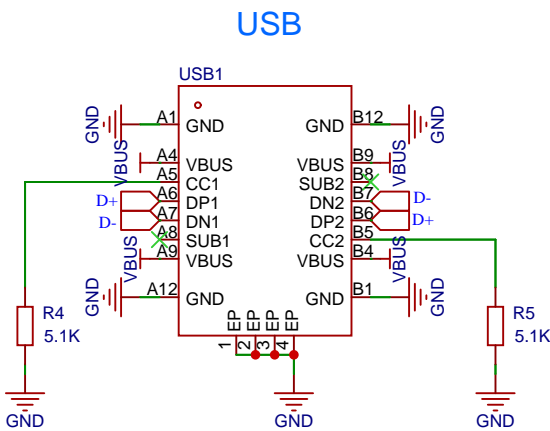 USB
USB1
GND A1 GND GND B12 GND
VBUS A4 VBUS VBUS B9 VBUS
A5 CC1 SUB2 B8
D+ A6 DP1 DN2 B7 D-
D- A7 DN1 DP2 B6 D+
A8 SUB1 CC2 B5
VBUS A9 VBUS VBUS B4 VBUS
GND A12 GND GND B1 GND
EP EP EP EP
1 2 3 4
R4 R5
5.1K 5.1K
GND GND GND